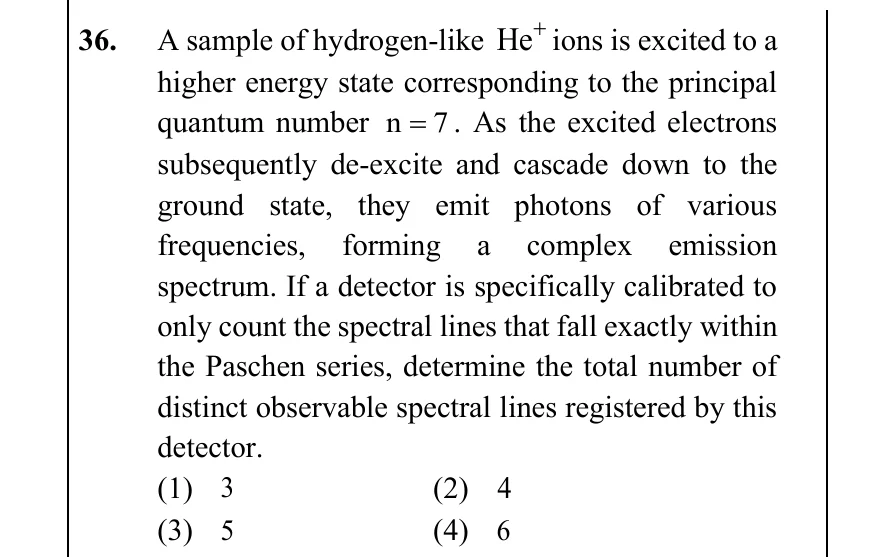 36. A sample of hydrogen-like He⁺ ions is excited to a
higher energy state corresponding to the principal
quantum number n = 7. As the excited electrons
subsequently de-excite and cascade down to the
ground state, they emit photons of various
frequencies, forming a complex emission
spectrum. If a detector is specifically calibrated to
only count the spectral lines that fall exactly within
the Paschen series, determine the total number of
distinct observable spectral lines registered by this
detector.
(1) 3 (2) 4
(3) 5 (4) 6